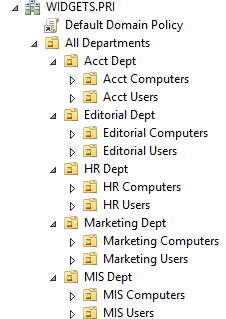 WIDGETS.PRI
Default Domain Policy
All Departments
Acct Dept
Acct Computers
Acct Users
Editorial Dept
Editorial Computers
Editorial Users
HR Dept
HR Computers
HR Users
Marketing Dept
Marketing Computers
Marketing Users
MIS Dept
MIS Computers
MIS Users